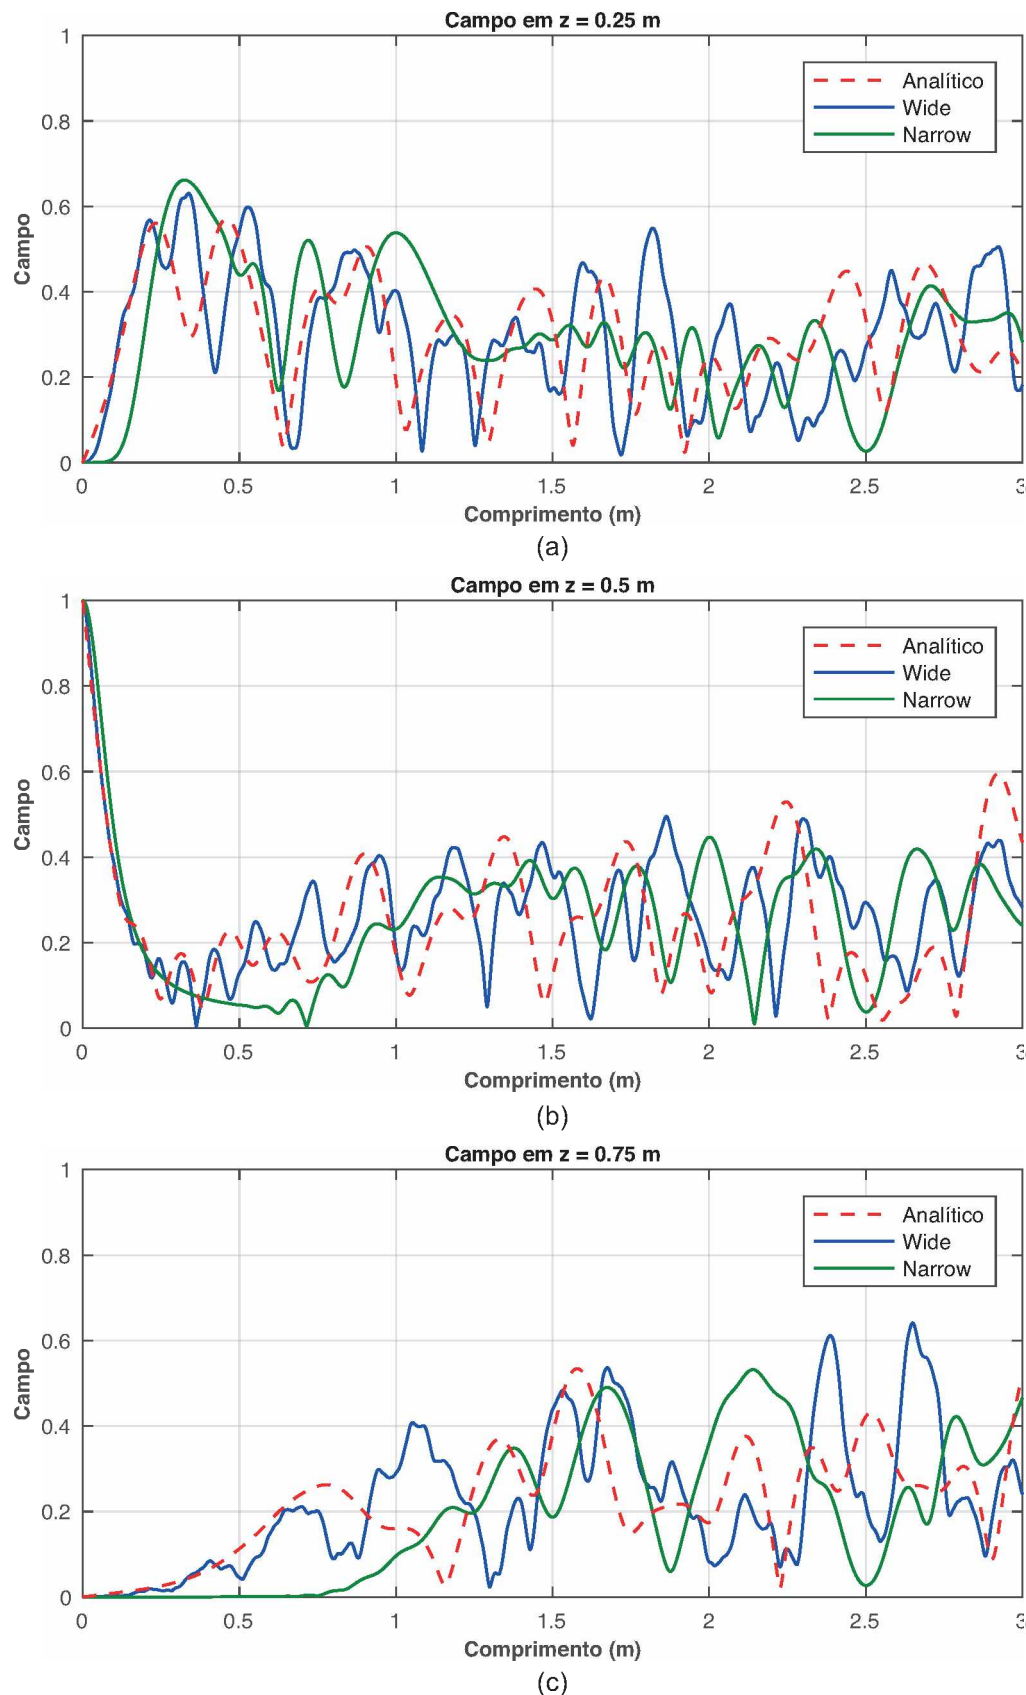 Campo em z = 0.25 m
1
0.8
0.6
0.4
0.2
0
Campo
Analítico
Wide
Narrow
0 0.5 1 1.5 2 2.5 3
Comprimento (m)
(a)
Campo em z = 0.5 m
1
0.8
0.6
0.4
0.2
0
Campo
Analítico
Wide
Narrow
0 0.5 1 1.5 2 2.5 3
Comprimento (m)
(b)
Campo em z = 0.75 m
1
0.8
0.6
0.4
0.2
0
Campo
Analítico
Wide
Narrow
0 0.5 1 1.5 2 2.5 3
Comprimento (m)
(c)